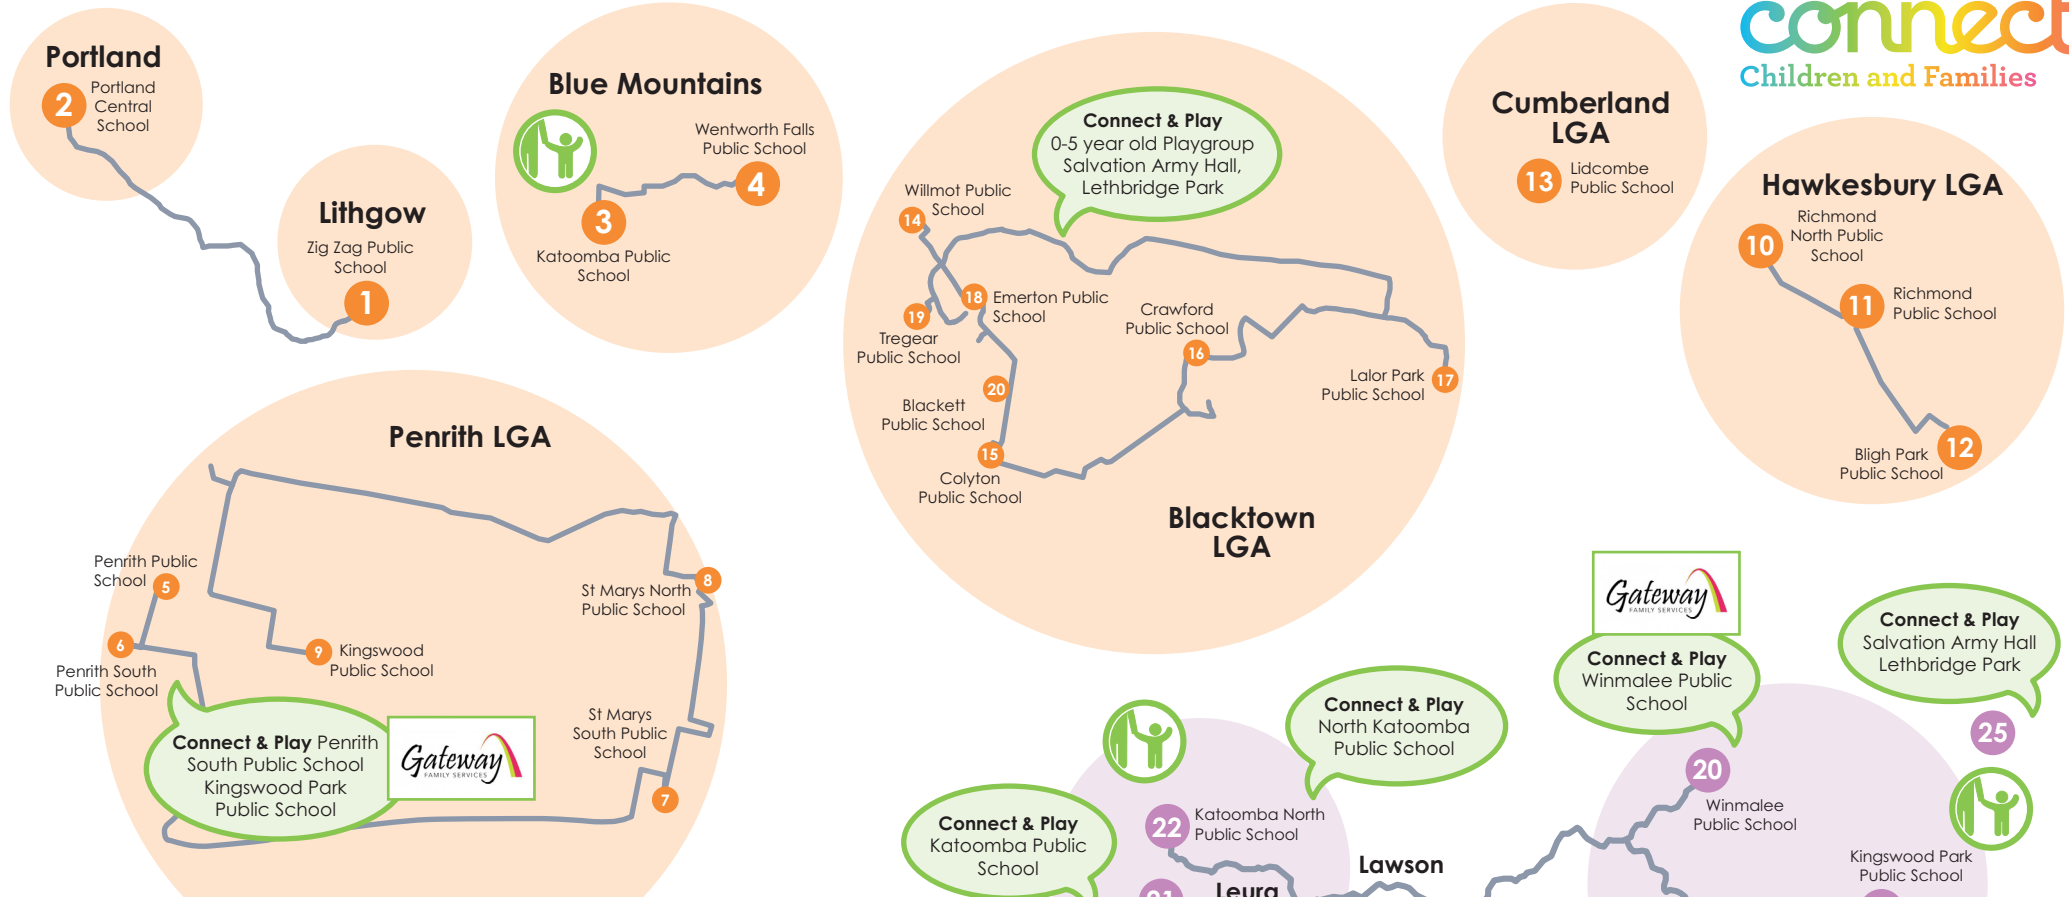 connect
Children and Families
Portland
2
Portland
Central
School
Lithgow
Zig Zag Public
School
1
Blue Mountains
Wentworth Falls
Public School
4
3
Katoomba Public
School
Connect & Play
0-5 year old Playgroup
Salvation Army Hall,
Lethbridge Park
Willmot Public
School
14
18
Emerton Public
School
19
Tregear
Public School
Crawford
Public School
16
20
Blackett
Public School
15
Colyton
Public School
Lalor Park
Public School
17
Blacktown
LGA
Cumberland
LGA
13
Lidcombe
Public School
Hawkesbury LGA
Richmond
North Public
School
10
11
Richmond
Public School
Bligh Park
Public School
12
Penrith LGA
Penrith Public
School
5
6
Penrith South
Public School
9
Kingswood
Public School
St Marys North
Public School
8
St Marys
South Public
School
7
Connect & Play Penrith
South Public School
Kingswood Park
Public School
Gateway
FAMILY SERVICES
Connect & Play
Katoomba Public
School
Connect & Play
North Katoomba
Public School
22
Katoomba North
Public School
21
Leura
Lawson
Gateway
FAMILY SERVICES
Connect & Play
Winmalee Public
School
20
Winmalee
Public School
Connect & Play
Salvation Army Hall
Lethbridge Park
25
Kingswood Park
Public School